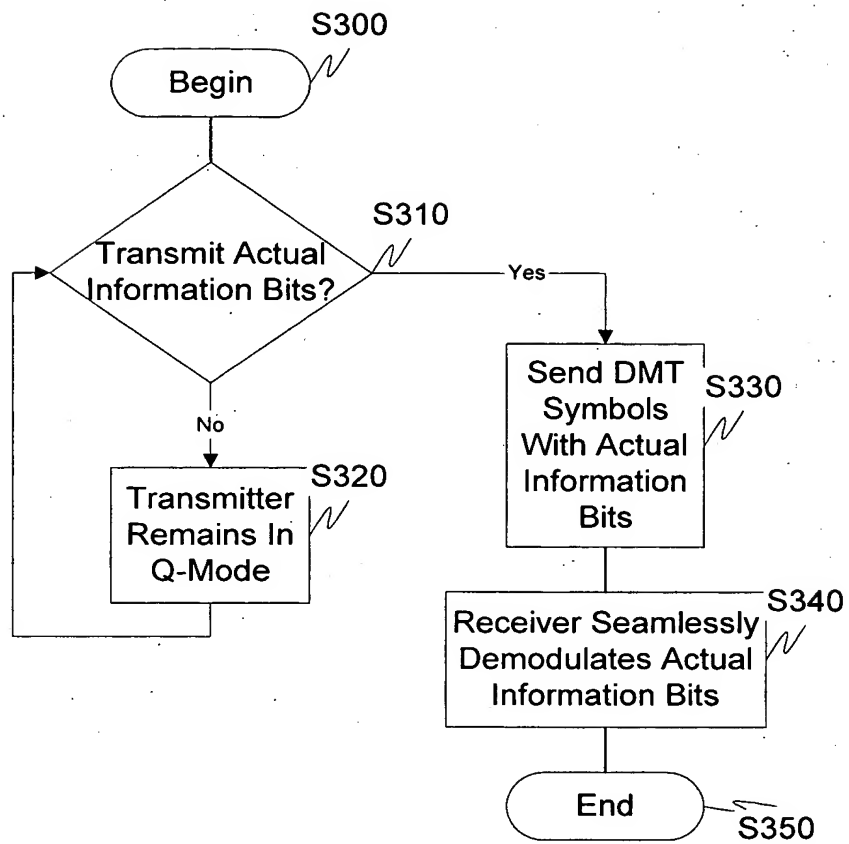 S300
Begin
S310
Transmit Actual
Information Bits?
Yes
No
S320
Transmitter
Remains In
Q-Mode
Send DMT
Symbols
With Actual
Information
Bits
S330
S340
Receiver Seamlessly
Demodulates Actual
Information Bits
End
S350